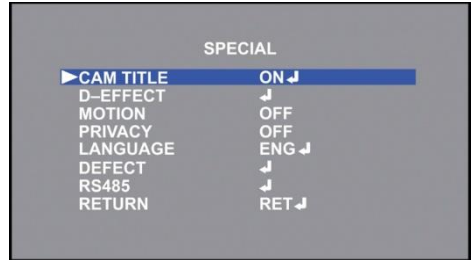 SPECIAL
►CAM TITLE ON↲
D–EFFECT ↲
MOTION OFF
PRIVACY OFF
LANGUAGE ENG↲
DEFECT ↲
RS485 ↲
RETURN RET↲